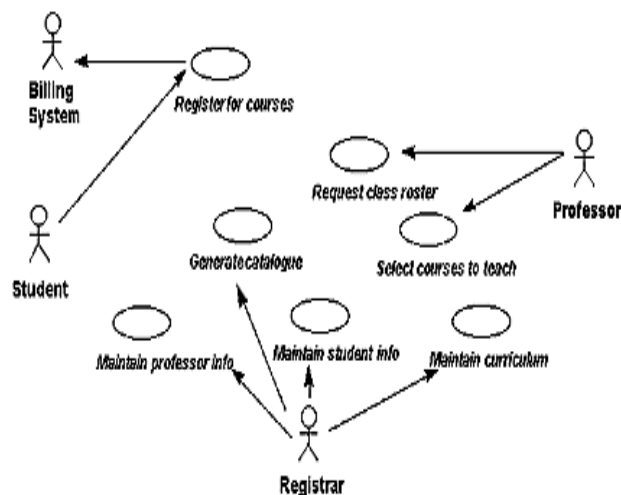 Billing
System
Register for courses
Request class roster
Professor
Student
Generate catalogue
Select courses to teach
Maintain professor info
Maintain student info
Maintain curriculum
Registrar